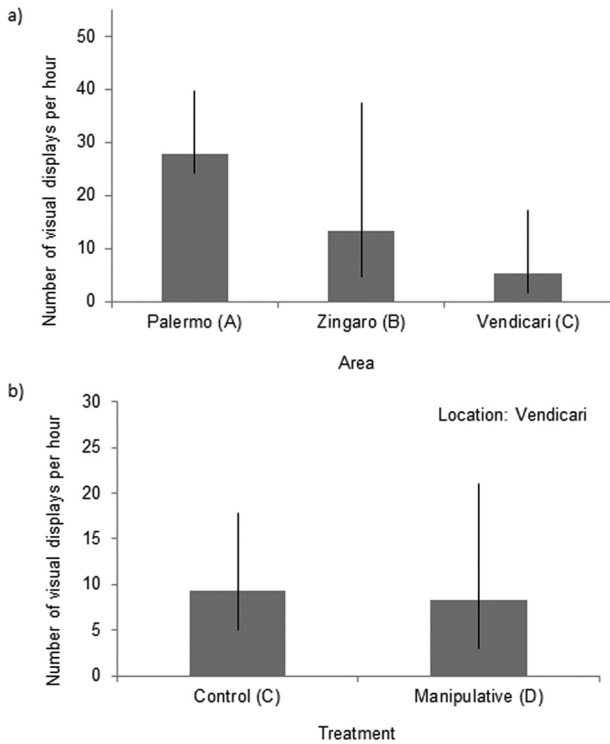 a)
Number of visual displays per hour
50
40
30
20
10
0
Palermo (A) Zingaro (B) Vendicari (C)
Area
b)
Number of visual displays per hour
30
25
20
15
10
5
0
Location: Vendicari
Control (C) Manipulative (D)
Treatment